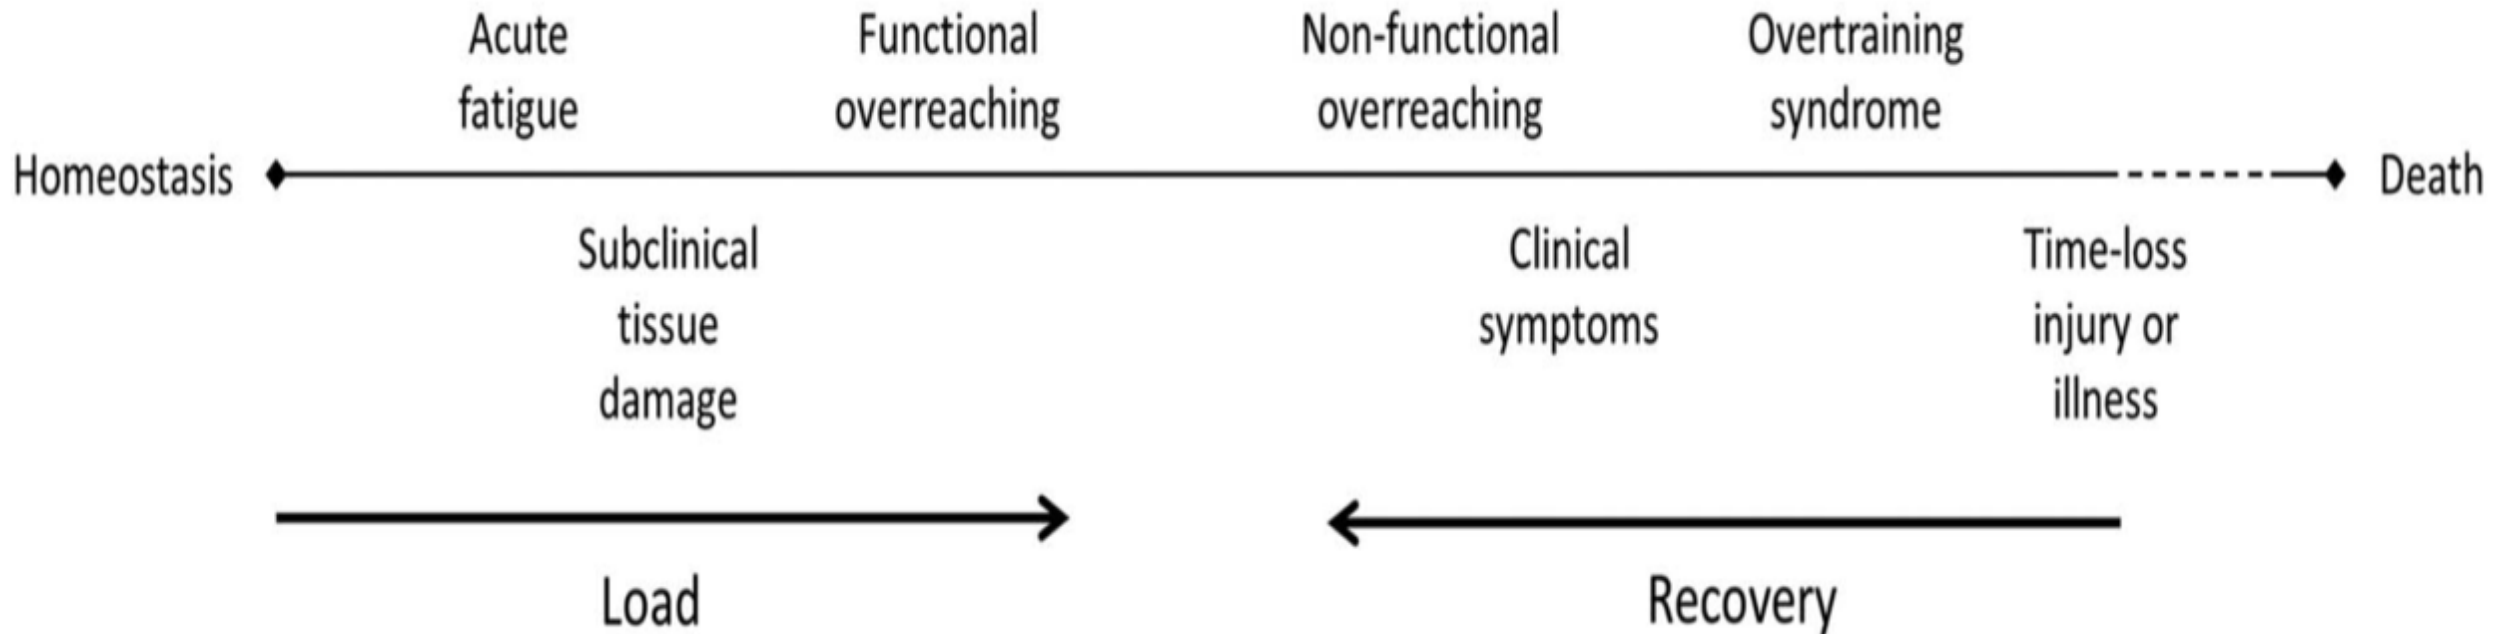 Acute
fatigue
Functional
overreaching
Non-functional
overreaching
Overtraining
syndrome
Homeostasis
Death
Subclinical
tissue
damage
Clinical
symptoms
Time-loss
injury or
illness
Load
Recovery